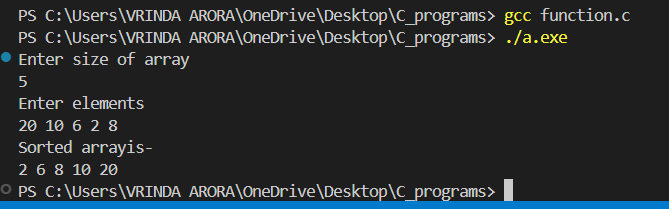 PS C:\Users\VRINDA ARORA\OneDrive\Desktop\C_programs> gcc function.c
PS C:\Users\VRINDA ARORA\OneDrive\Desktop\C_programs> ./a.exe
Enter size of array
5
Enter elements
20 10 6 2 8
Sorted arrayis-
2 6 8 10 20
PS C:\Users\VRINDA ARORA\OneDrive\Desktop\C_programs>